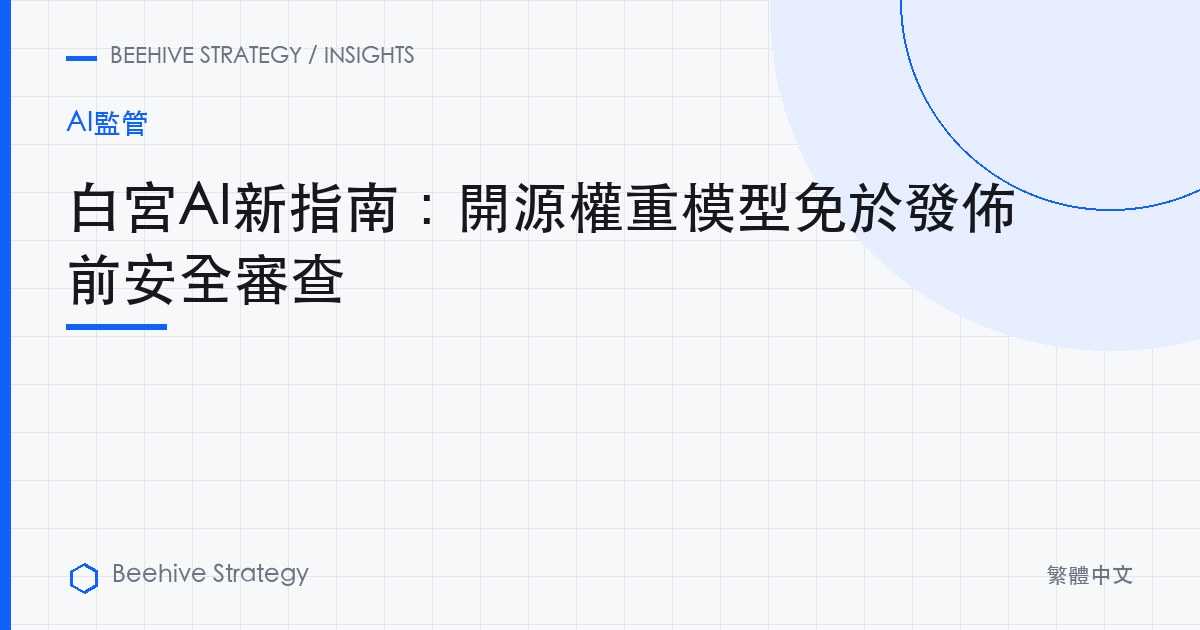 BEEHIVE STRATEGY / INSIGHTS
AI監管
白宮AI新指南：開源權重模型免於發佈
前安全審查
Beehive Strategy
繁體中文